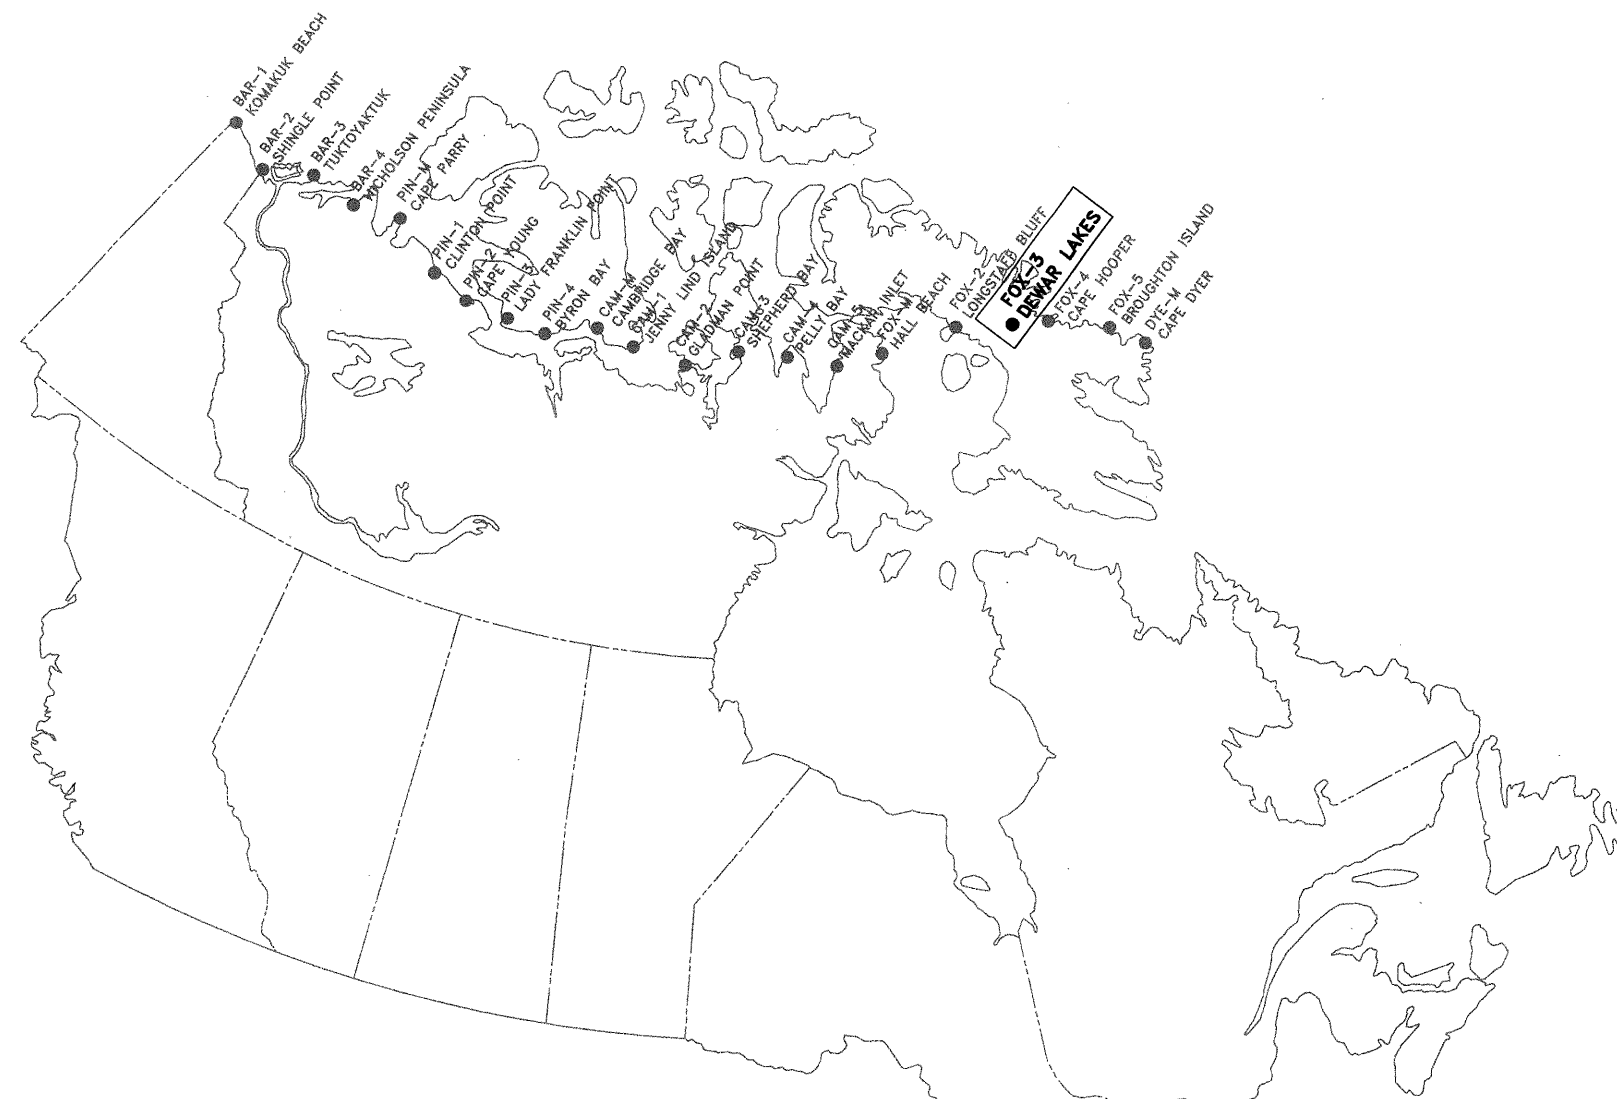 BAR-1
KOMAKUK BEACH
BAR-2
SHINGLE POINT
BAR-3
TUKTOYAKTUK
BAR-4
NICHOLSON PENINSULA
PIN-M
CAPE PARRY
PIN-1
CLINTON POINT
PIN-2
CAPE YOUNG
PIN-3
LADY FRANKLIN POINT
PIN-4
BYRON BAY
CAM-M
CAMBRIDGE BAY
CAM-1
JENNY LIND ISLAND
CAM-2
GLADMAN POINT
CAM-3
SHEPHERD BAY
CAM-4
PELLY BAY
CAM-5
MACKAR INLET
FOX-M
HALL BEACH
FOX-2
LONGSTAFF BLUFF
FOX-3
DEWAR LAKES
FOX-4
CAPE HOOPER
FOX-5
BROUGHTON ISLAND
DYE-M
CAPE DYER